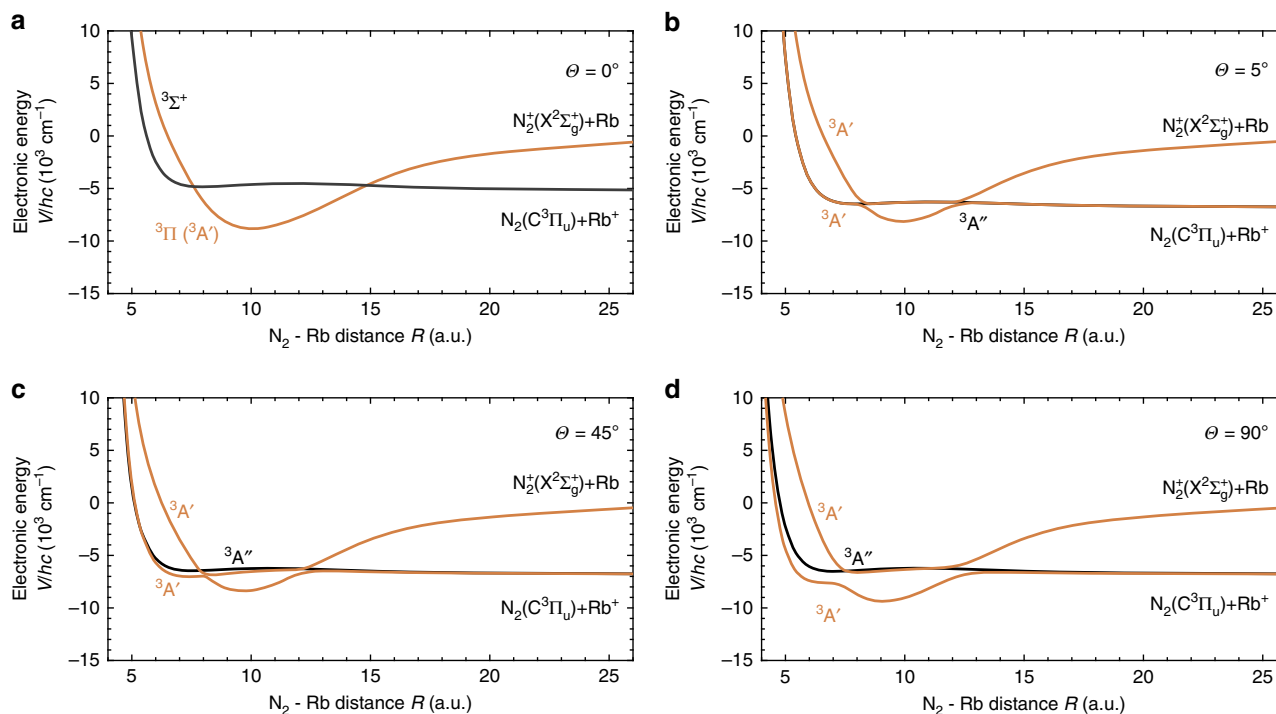 a
Electronic energy
V/hc (10³ cm⁻¹)
10
5
0
−5
−10
−15
5
10
15
20
25
N₂ - Rb distance R (a.u.)
Θ = 0°
³Σ⁺
N₂⁺(X²Σg⁺)+Rb
³Π (³A′)
N₂(C³Πu)+Rb⁺
b
Electronic energy
V/hc (10³ cm⁻¹)
10
5
0
−5
−10
−15
5
10
15
20
25
N₂ - Rb distance R (a.u.)
Θ = 5°
³A′
N₂⁺(X²Σg⁺)+Rb
³A′
³A″
N₂(C³Πu)+Rb⁺
c
Electronic energy
V/hc (10³ cm⁻¹)
10
5
0
−5
−10
−15
5
10
15
20
25
N₂ - Rb distance R (a.u.)
Θ = 45°
³A′
N₂⁺(X²Σg⁺)+Rb
³A″
³A′
N₂(C³Πu)+Rb⁺
d
Electronic energy
V/hc (10³ cm⁻¹)
10
5
0
−5
−10
−15
5
10
15
20
25
N₂ - Rb distance R (a.u.)
Θ = 90°
³A′
N₂⁺(X²Σg⁺)+Rb
³A″
³A′
N₂(C³Πu)+Rb⁺